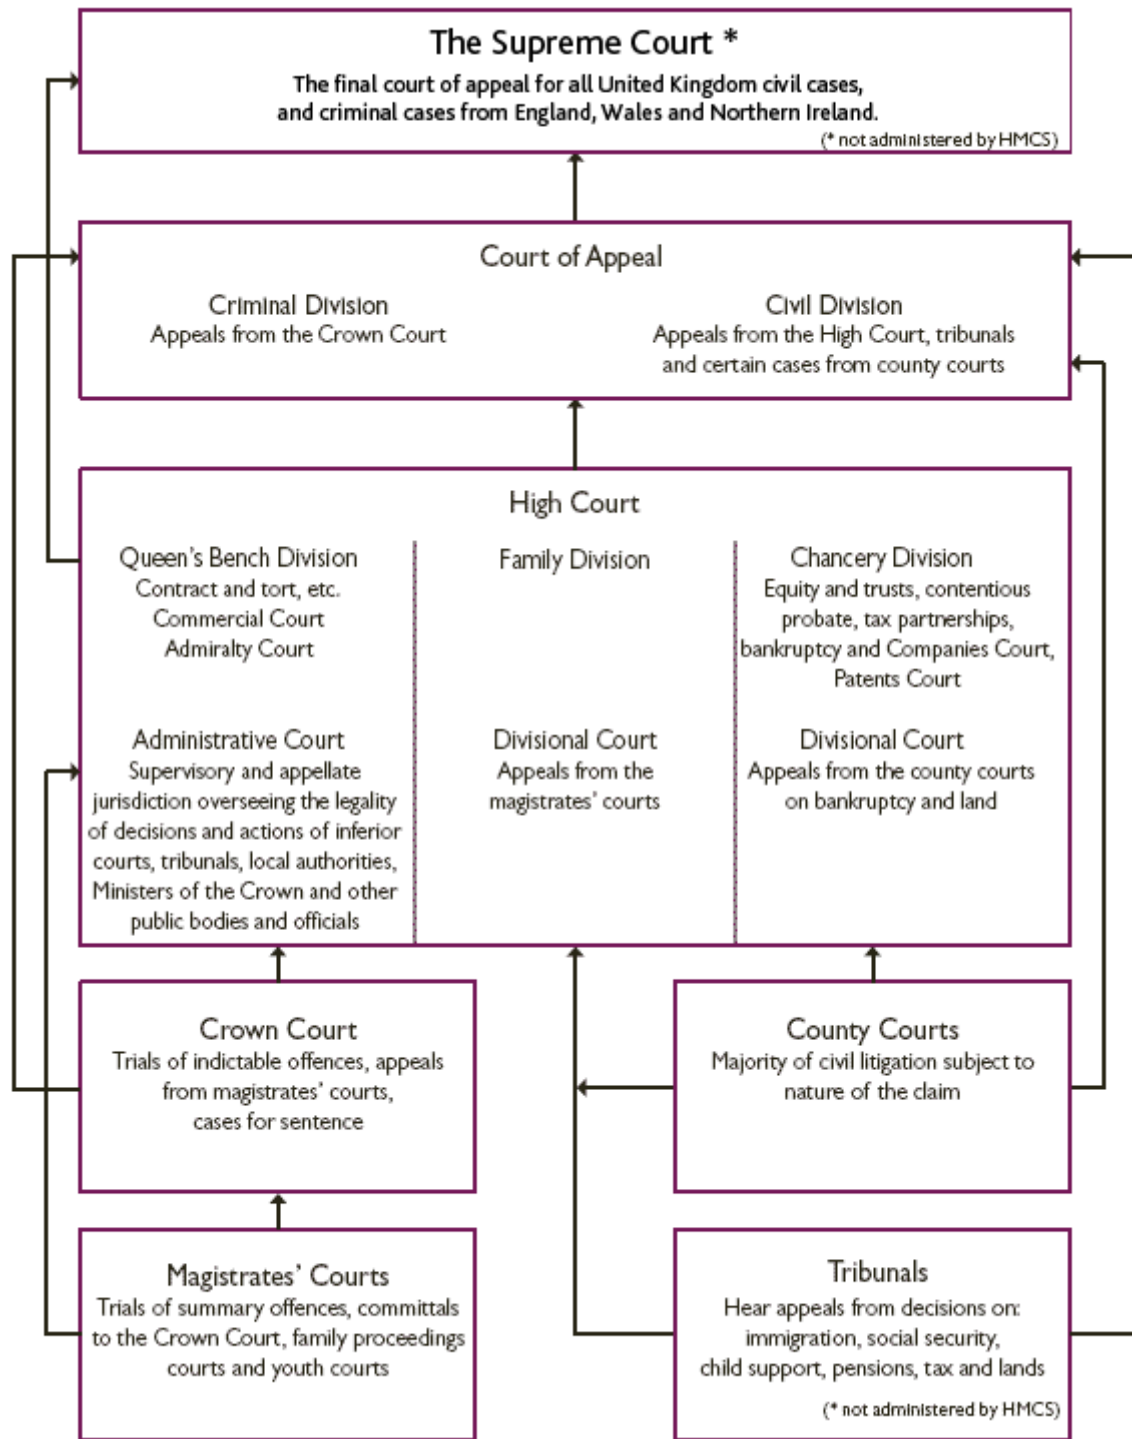 The Supreme Court *
The final court of appeal for all United Kingdom civil cases,
and criminal cases from England, Wales and Northern Ireland.
(* not administered by HMCS)
Court of Appeal
Criminal Division
Appeals from the Crown Court
Civil Division
Appeals from the High Court, tribunals
and certain cases from county courts
High Court
Queen's Bench Division
Contract and tort, etc.
Commercial Court
Admiralty Court
Family Division
Chancery Division
Equity and trusts, contentious
probate, tax partnerships,
bankruptcy and Companies Court,
Patents Court
Administrative Court
Supervisory and appellate
jurisdiction overseeing the legality
of decisions and actions of inferior
courts, tribunals, local authorities,
Ministers of the Crown and other
public bodies and officials
Divisional Court
Appeals from the
magistrates' courts
Divisional Court
Appeals from the county courts
on bankruptcy and land
Crown Court
Trials of indictable offences, appeals
from magistrates' courts,
cases for sentence
County Courts
Majority of civil litigation subject to
nature of the claim
Magistrates' Courts
Trials of summary offences, committals
to the Crown Court, family proceedings
courts and youth courts
Tribunals
Hear appeals from decisions on:
immigration, social security,
child support, pensions, tax and lands
(* not administered by HMCS)